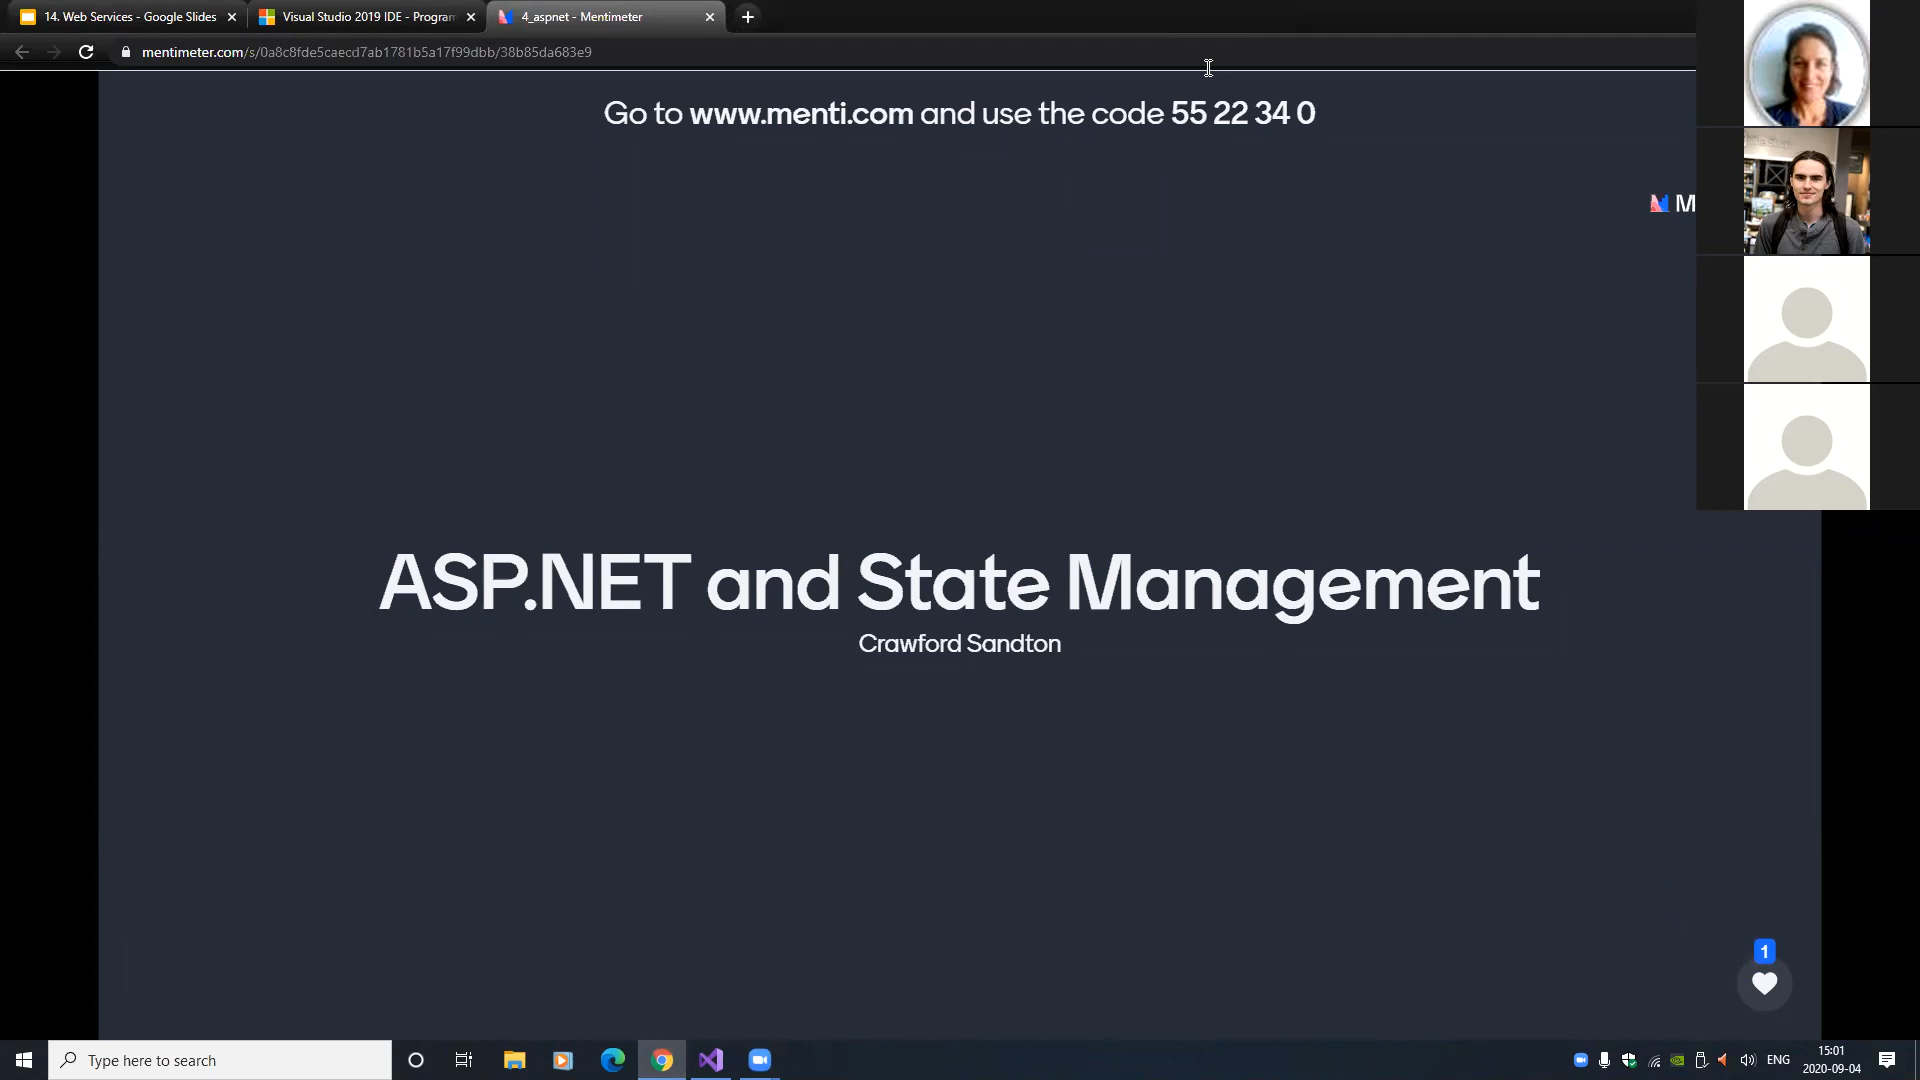 14. Web Services - Google Slides
Visual Studio 2019 IDE - Program
4_aspnet - Mentimeter
mentimeter.com/s/0a8c8fde5caecd7ab1781b5a17f99dbb/38b85da683e9
Go to www.menti.com and use the code 55 22 34 0
M
ASP.NET and State Management
Crawford Sandton
1
Type here to search
ENG
15:01
2020-09-04